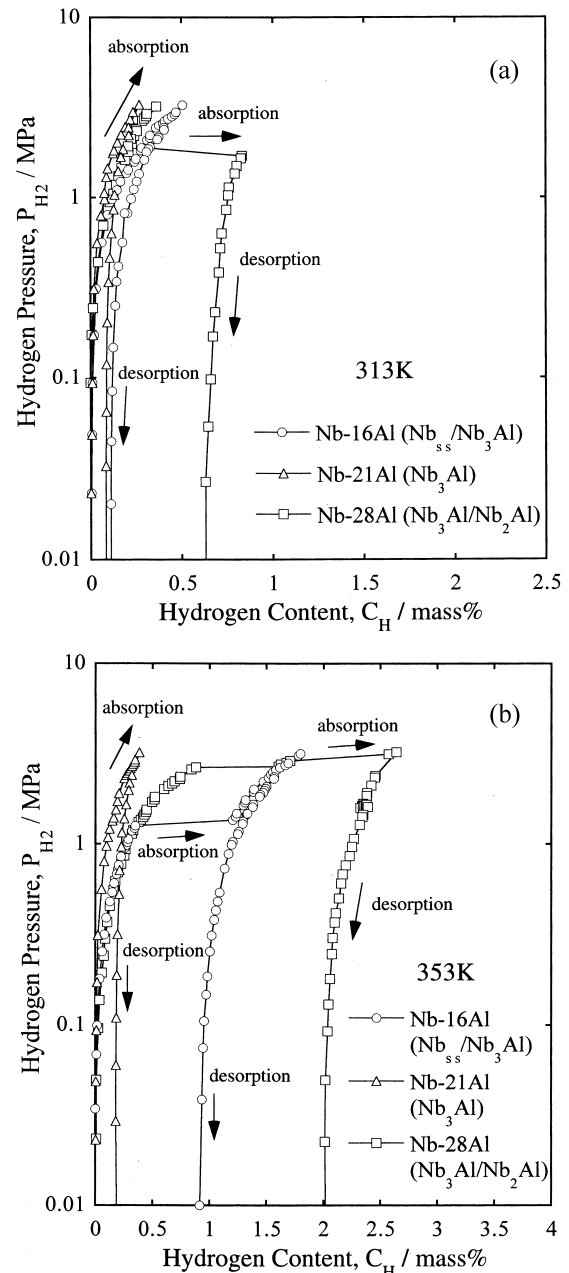 10
absorption
(a)
absorption
1
desorption
desorption
313K
0.1
Nb-16Al (Nb_ss/Nb_3Al)
Nb-21Al (Nb_3Al)
Nb-28Al (Nb_3Al/Nb_2Al)
0.01
0 0.5 1 1.5 2 2.5
Hydrogen Content, C_H / mass%
Hydrogen Pressure, P_H2 / MPa
10
absorption
absorption
(b)
1
absorption
desorption
desorption
353K
0.1
Nb-16Al
(Nb_ss/Nb_3Al)
desorption
Nb-21Al
(Nb_3Al)
Nb-28Al
(Nb_3Al/Nb_2Al)
0.01
0 0.5 1 1.5 2 2.5 3 3.5 4
Hydrogen Content, C_H / mass%
Hydrogen Pressure, P_H2 / MPa